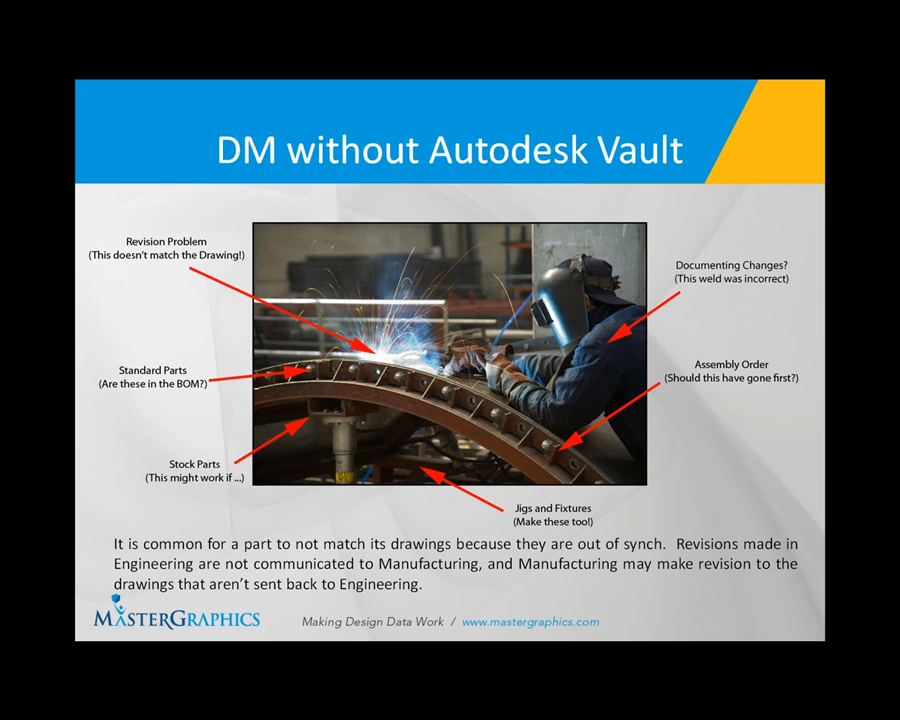 DM without Autodesk Vault
Revision Problem
(This doesn't match the Drawing!)
Documenting Changes?
(This weld was incorrect)
Standard Parts
(Are these in the BOM?)
Assembly Order
(Should this have gone first?)
Stock Parts
(This might work if ...)
Jigs and Fixtures
(Make these too!)
It is common for a part to not match its drawings because they are out of synch. Revisions made in
Engineering are not communicated to Manufacturing, and Manufacturing may make revision to the
drawings that aren't sent back to Engineering.
MASTERGRAPHICS
Making Design Data Work / www.mastergraphics.com